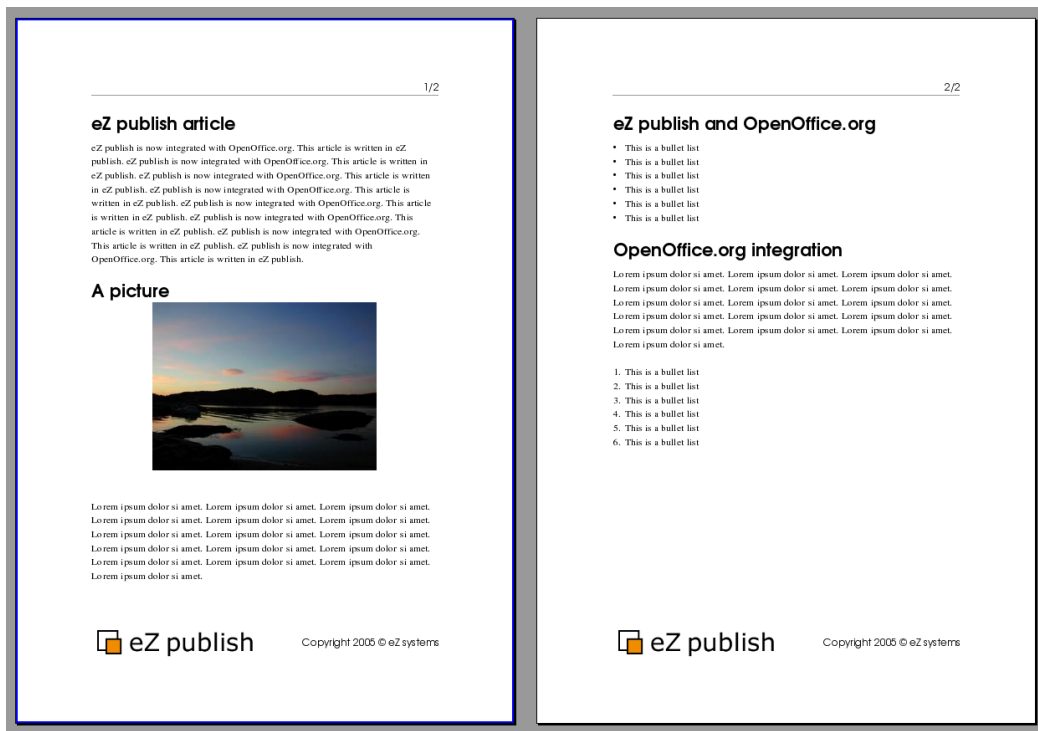 1/2
eZ publish article
eZ publish is now integrated with OpenOffice.org. This article is written in eZ
publish. eZ publish is now integrated with OpenOffice.org. This article is written in
eZ publish. eZ publish is now integrated with OpenOffice.org. This article is written
in eZ publish. eZ publish is now integrated with OpenOffice.org. This article is
written in eZ publish. eZ publish is now integrated with OpenOffice.org. This article
is written in eZ publish. eZ publish is now integrated with OpenOffice.org. This
article is written in eZ publish. eZ publish is now integrated with OpenOffice.org.
This article is written in eZ publish. eZ publish is now integrated with
OpenOffice.org. This article is written in eZ publish.
A picture
Lorem ipsum dolor si amet. Lorem ipsum dolor si amet. Lorem ipsum dolor si amet.
Lorem ipsum dolor si amet. Lorem ipsum dolor si amet. Lorem ipsum dolor si amet.
Lorem ipsum dolor si amet. Lorem ipsum dolor si amet. Lorem ipsum dolor si amet.
Lorem ipsum dolor si amet. Lorem ipsum dolor si amet. Lorem ipsum dolor si amet.
Lorem ipsum dolor si amet. Lorem ipsum dolor si amet. Lorem ipsum dolor si amet.
Lorem ipsum dolor si amet.
eZ publish
Copyright 2005 © eZ systems
2/2
eZ publish and OpenOffice.org
• This is a bullet list
• This is a bullet list
• This is a bullet list
• This is a bullet list
• This is a bullet list
• This is a bullet list
OpenOffice.org integration
Lorem ipsum dolor si amet. Lorem ipsum dolor si amet. Lorem ipsum dolor si amet.
Lorem ipsum dolor si amet. Lorem ipsum dolor si amet. Lorem ipsum dolor si amet.
Lorem ipsum dolor si amet. Lorem ipsum dolor si amet. Lorem ipsum dolor si amet.
Lorem ipsum dolor si amet. Lorem ipsum dolor si amet. Lorem ipsum dolor si amet.
Lorem ipsum dolor si amet. Lorem ipsum dolor si amet. Lorem ipsum dolor si amet.
Lorem ipsum dolor si amet.
1. This is a bullet list
2. This is a bullet list
3. This is a bullet list
4. This is a bullet list
5. This is a bullet list
6. This is a bullet list
eZ publish
Copyright 2005 © eZ systems